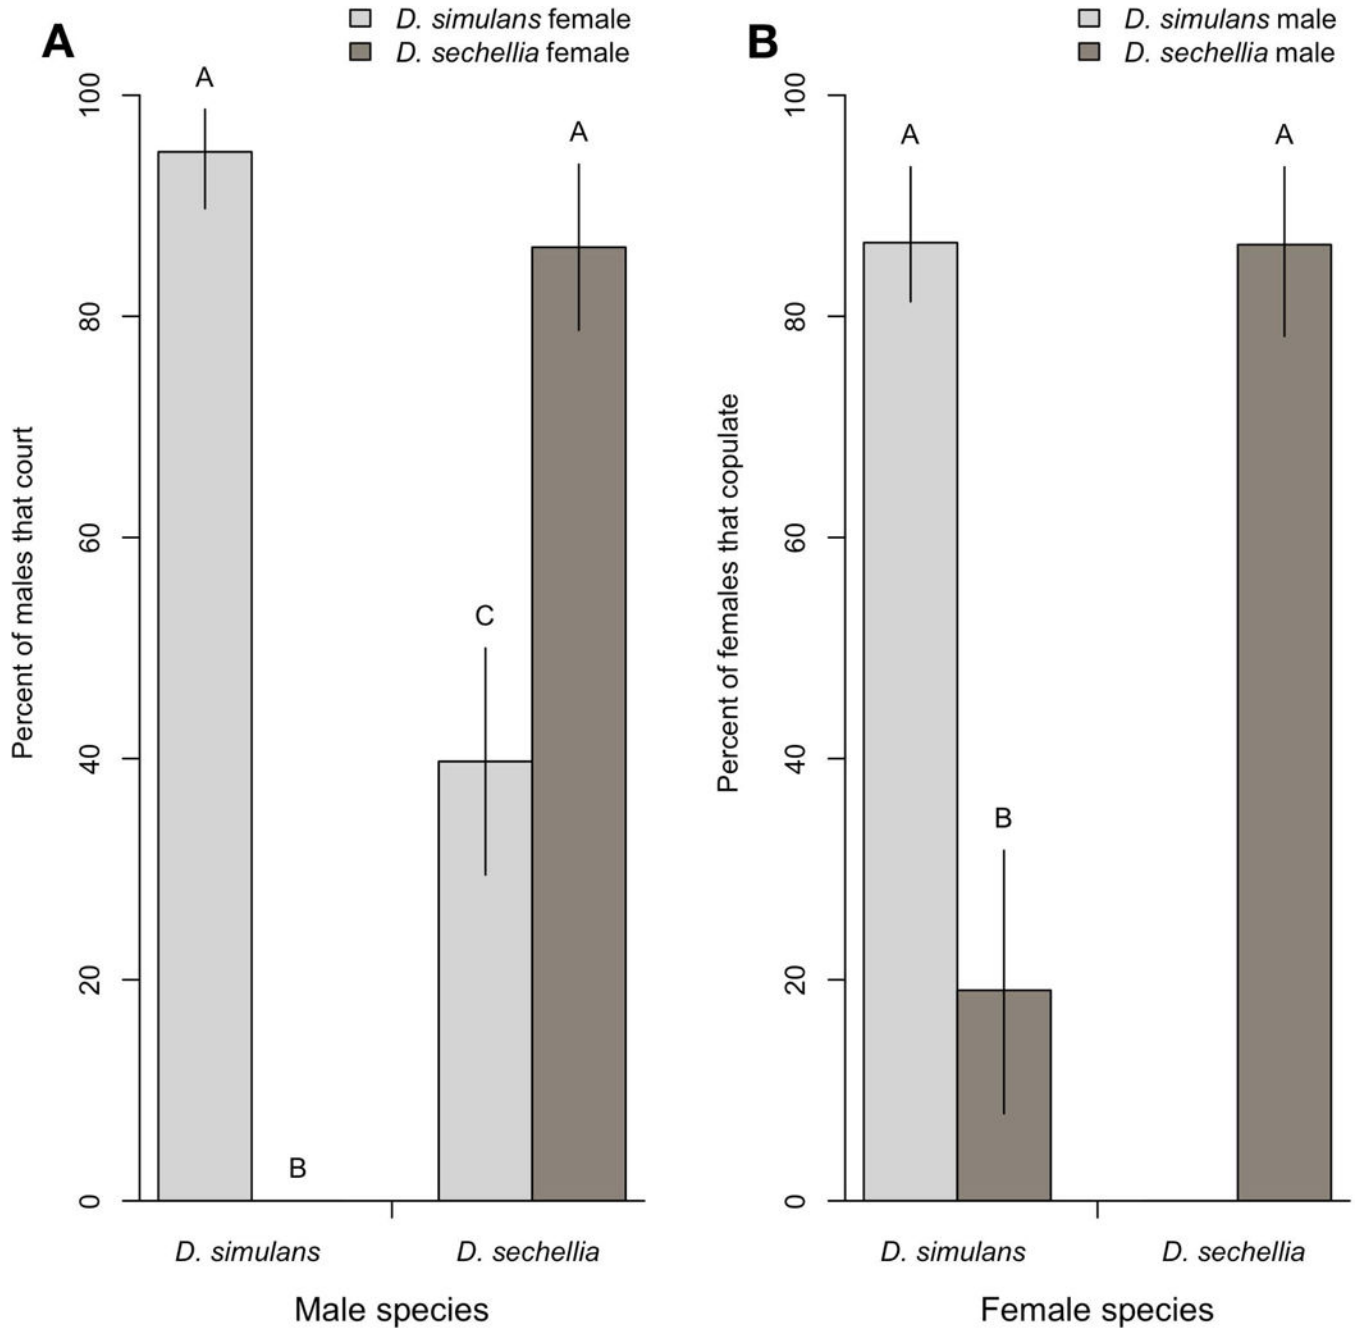 A
D. simulans female
D. sechellia female
Percent of males that court
100
80
60
40
20
0
A
B
C
A
D. simulans
D. sechellia
Male species
B
D. simulans male
D. sechellia male
Percent of females that copulate
100
80
60
40
20
0
A
B
A
D. simulans
D. sechellia
Female species